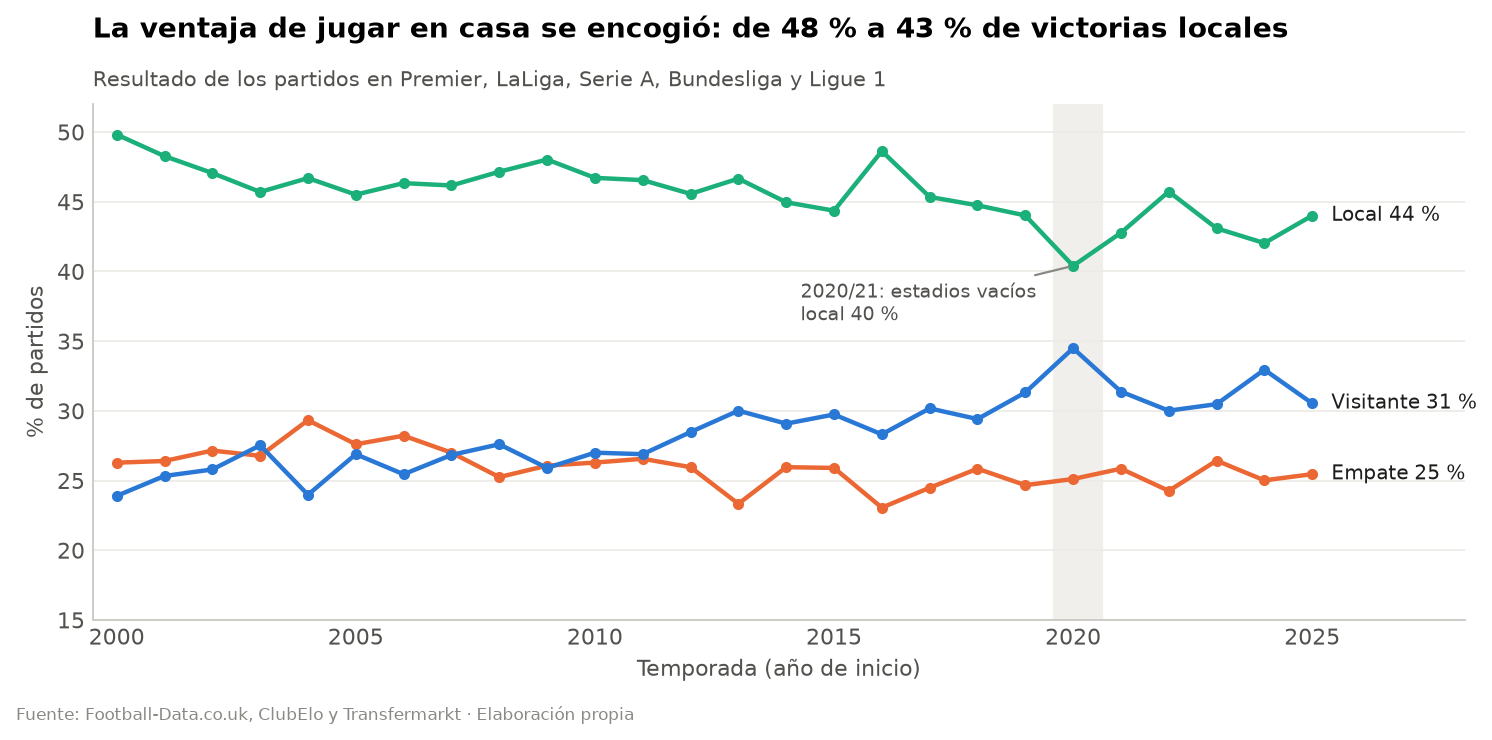 La ventaja de jugar en casa se encogió: de 48 % a 43 % de victorias locales
Resultado de los partidos en Premier, LaLiga, Serie A, Bundesliga y Ligue 1
% de partidos
50
45
40
35
30
25
20
15
Local 44 %
2020/21: estadios vacíos
local 40 %
Visitante 31 %
Empate 25 %
2000
2005
2010
2015
2020
2025
Temporada (año de inicio)
Fuente: Football-Data.co.uk, ClubElo y Transfermarkt · Elaboración propia